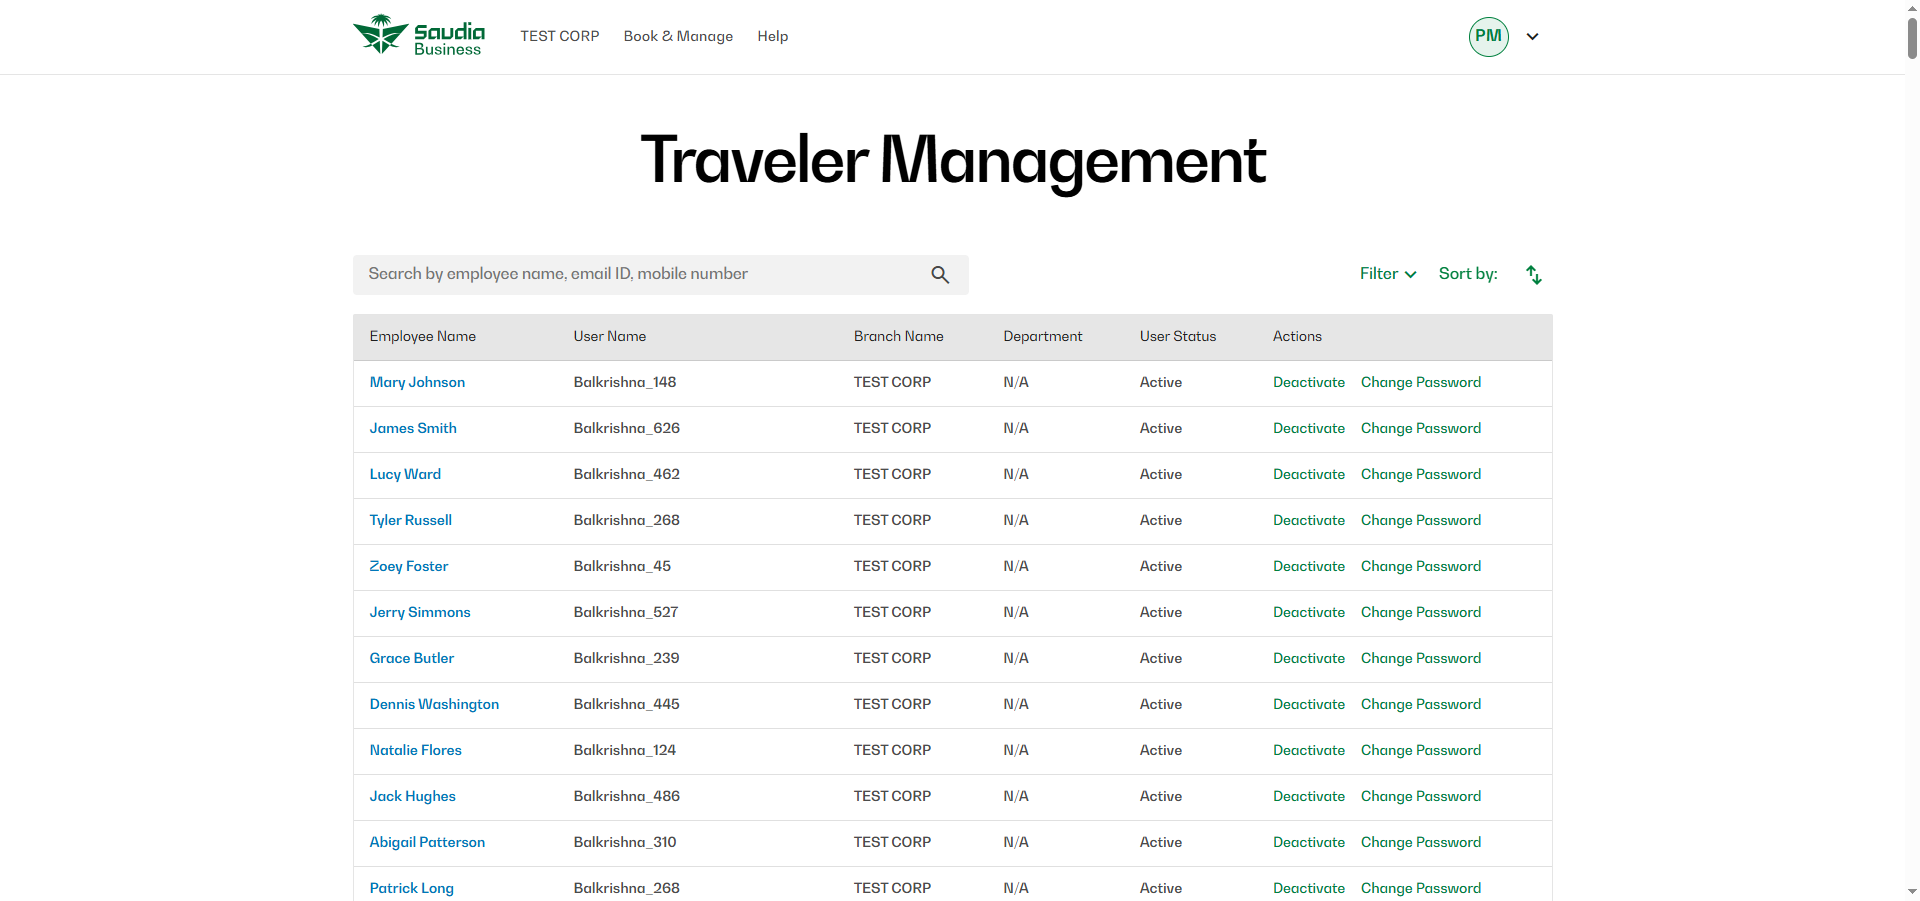 Saudia
Business
TEST CORP Book & Manage Help
PM
Traveler Management
Search by employee name, email ID, mobile number
Filter Sort by:
Employee Name User Name Branch Name Department User Status Actions
Mary Johnson Balkrishna_148 TEST CORP N/A Active Deactivate Change Password
James Smith Balkrishna_626 TEST CORP N/A Active Deactivate Change Password
Lucy Ward Balkrishna_462 TEST CORP N/A Active Deactivate Change Password
Tyler Russell Balkrishna_268 TEST CORP N/A Active Deactivate Change Password
Zoey Foster Balkrishna_45 TEST CORP N/A Active Deactivate Change Password
Jerry Simmons Balkrishna_527 TEST CORP N/A Active Deactivate Change Password
Grace Butler Balkrishna_239 TEST CORP N/A Active Deactivate Change Password
Dennis Washington Balkrishna_445 TEST CORP N/A Active Deactivate Change Password
Natalie Flores Balkrishna_124 TEST CORP N/A Active Deactivate Change Password
Jack Hughes Balkrishna_486 TEST CORP N/A Active Deactivate Change Password
Abigail Patterson Balkrishna_310 TEST CORP N/A Active Deactivate Change Password
Patrick Long Balkrishna_268 TEST CORP N/A Active Deactivate Change Password